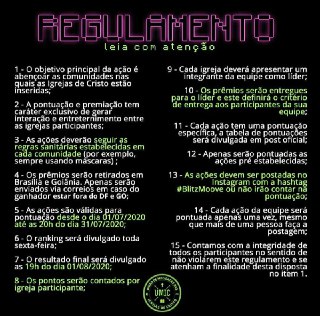 REGULAMENTO
leia com atenção
1 - O objetivo principal da ação é
abençoar as comunidades nas
quais as Igrejas de Cristo estão
inseridas;
2 - A pontuação e premiação tem
caráter exclusivo de gerar
interação e entretenimento entre
as igrejas participantes;
3 - As ações deverão seguir as
regras sanitárias estabelecidas em
cada comunidade (por exemplo,
sempre usando máscaras) ;
4 - Os prêmios serão retirados em
Brasília e Goiânia. Apenas serão
enviados via correios em caso do
ganhador estar fora do DF e GO;
5 - As ações são válidas para
pontuação desde o dia 01/07/2020
até as 20h do dia 31/07/2020;
6 - O ranking será divulgado toda
sexta-feira;
7 - O resultado final será divulgado
as 19h do dia 01/08/2020;
8 - Os pontos serão contados por
igreja participante;
9 - Cada igreja deverá apresentar um
integrante da equipe como líder;
10 - Os prêmios serão entregues
para o líder e este definirá o critério
de entrega aos participantes da sua
equipe;
11 - Cada ação tem uma pontuação
específica, a tabela de pontuações
será divulgada em post oficial;
12 - Apenas serão pontuadas as
ações pré estabelecidas;
13 - As ações devem ser postadas no
Instagram com a hashtag
#BlitzMoove ou não irão contar na
pontuação;
14 - Cada ação da equipe será
pontuada apenas uma vez, mesmo
que mais de uma pessoa faça a
postagem;
15 - Contamos com a integridade de
todos os participantes no sentido de
não violarem este regulamento e se
atenham a finalidade desta disposta
no item 1.
UMIC